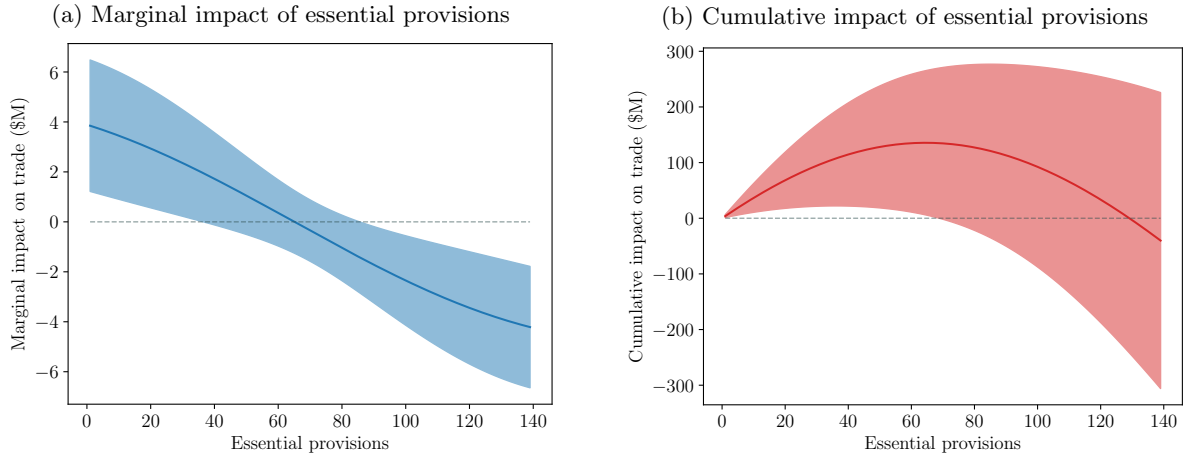 (a) Marginal impact of essential provisions
6
4
2
0
−2
−4
−6
Marginal impact on trade ($M)
0 20 40 60 80 100 120 140
Essential provisions
(b) Cumulative impact of essential provisions
300
200
100
0
−100
−200
−300
Cumulative impact on trade ($M)
0 20 40 60 80 100 120 140
Essential provisions